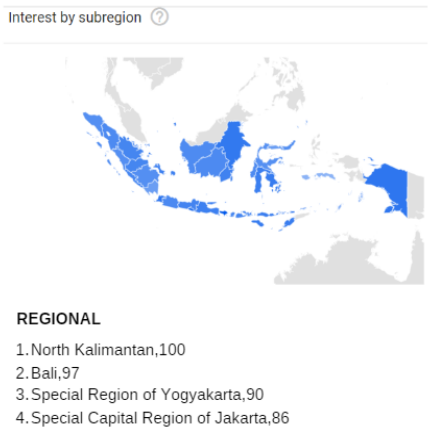 Interest by subregion ?
REGIONAL
1.North Kalimantan,100
2.Bali,97
3.Special Region of Yogyakarta,90
4.Special Capital Region of Jakarta,86